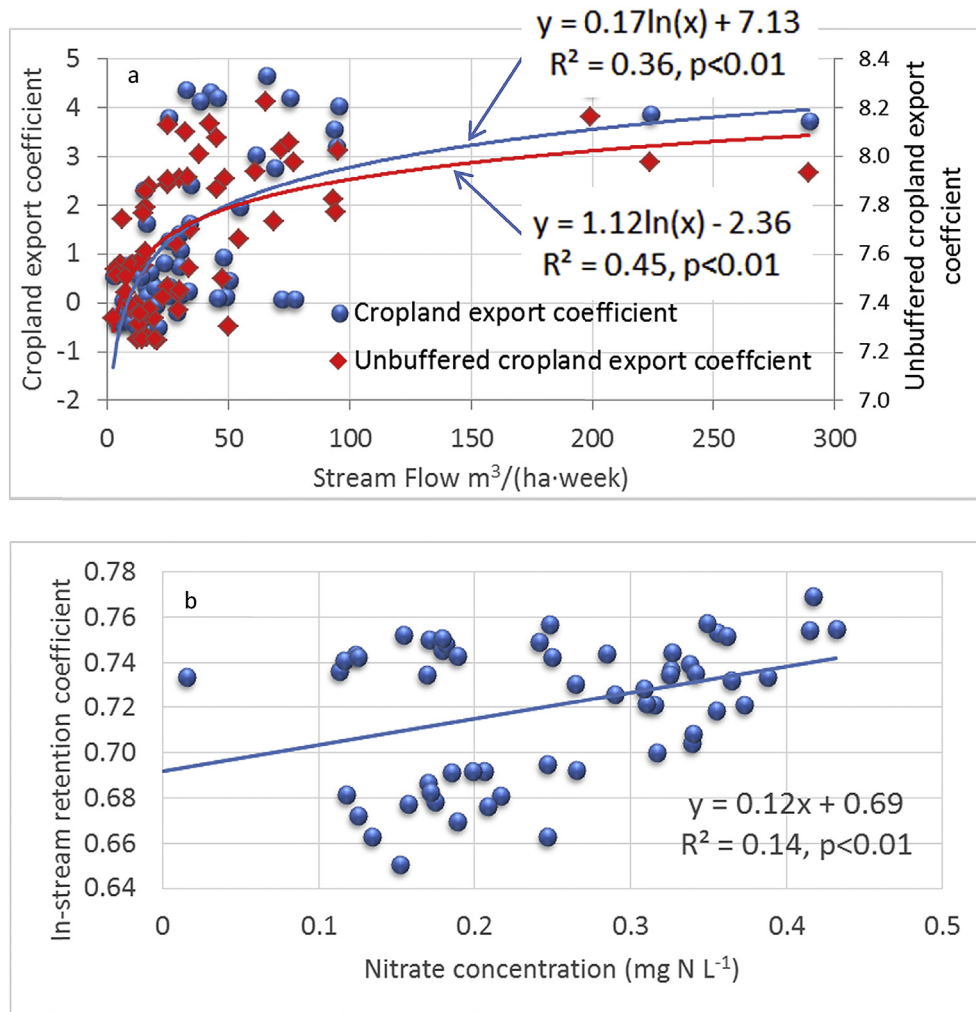 y = 0.17ln(x) + 7.13
R² = 0.36, p<0.01
a
5
4
3
2
1
0
-1
-2
Cropland export coefficient
8.4
8.2
8.0
7.8
7.6
7.4
7.2
7.0
Unbuffered cropland export
coeffcient
y = 1.12ln(x) - 2.36
R² = 0.45, p<0.01
Cropland export coefficient
Unbuffered cropland export coeffcient
0 50 100 150 200 250 300
Stream Flow m³/(ha·week)
b
0.78
0.76
0.74
0.72
0.70
0.68
0.66
0.64
In-stream retention coefficient
y = 0.12x + 0.69
R² = 0.14, p<0.01
0 0.1 0.2 0.3 0.4 0.5
Nitrate concentration (mg N L⁻¹)